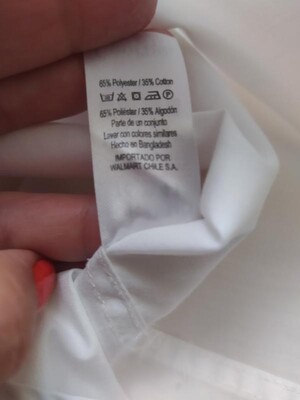 65% Polyester / 35% Cotton
65% Poliéster / 35% Algodón
Parte de un conjunto
Lavar con colores similares
Hecho en Bangladesh
IMPORTADO POR:
WALMART CHILE S.A.